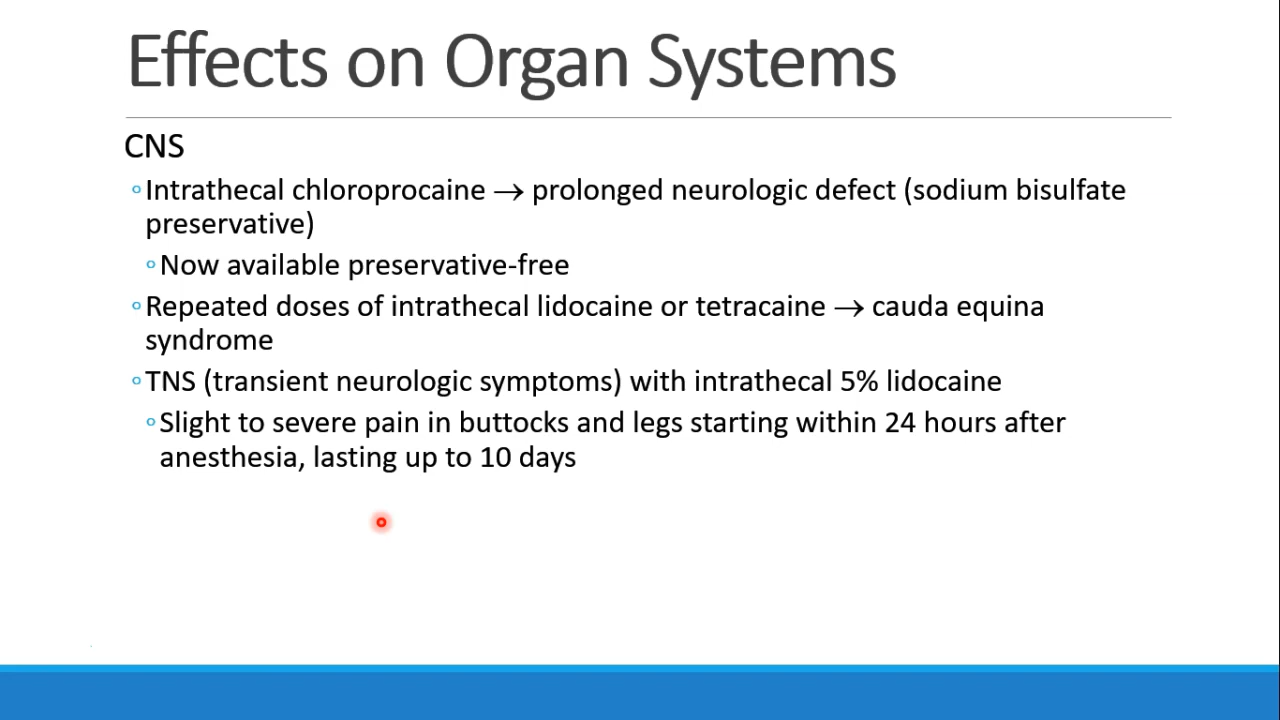 Effects on Organ Systems
CNS
◦Intrathecal chloroprocaine → prolonged neurologic defect (sodium bisulfate
preservative)
◦Now available preservative-free
◦Repeated doses of intrathecal lidocaine or tetracaine → cauda equina
syndrome
◦TNS (transient neurologic symptoms) with intrathecal 5% lidocaine
◦Slight to severe pain in buttocks and legs starting within 24 hours after
anesthesia, lasting up to 10 days